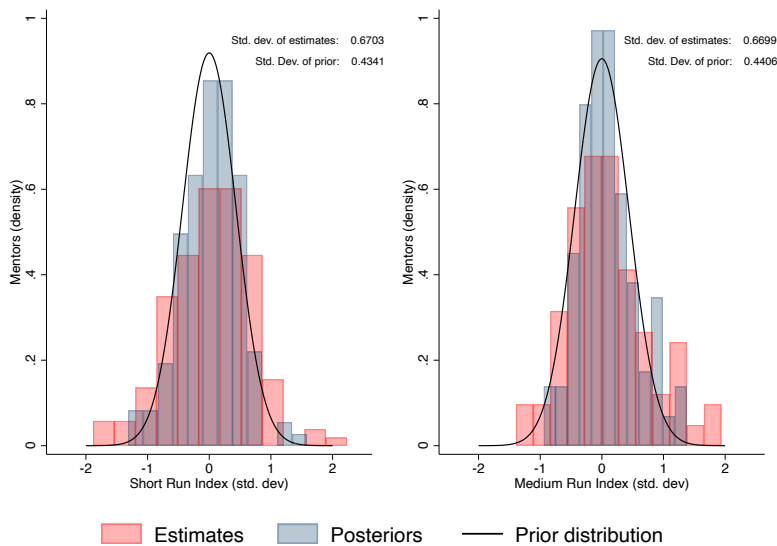 1
.8
.6
.4
.2
0
Mentors (density)
Std. dev. of estimates: 0.6703
Std. Dev. of prior: 0.4341
-2 -1 0 1 2
Short Run Index (std. dev)
1
.8
.6
.4
.2
0
Mentors (density)
Std. dev. of estimates: 0.6699
Std. Dev. of prior: 0.4406
-2 -1 0 1 2
Medium Run Index (std. dev)
Estimates Posteriors Prior distribution